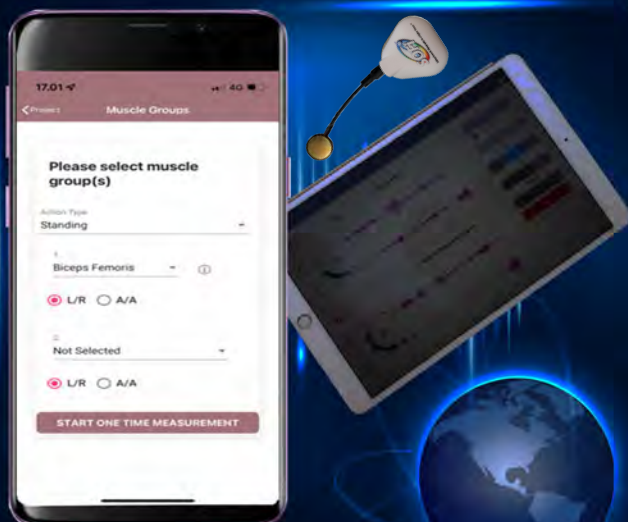 17.01
4G
Project
Muscle Groups
Please select muscle
group(s)
Action Type
Standing
1
Biceps Femoris
L/R
A/A
2
Not Selected
L/R
A/A
START ONE TIME MEASUREMENT